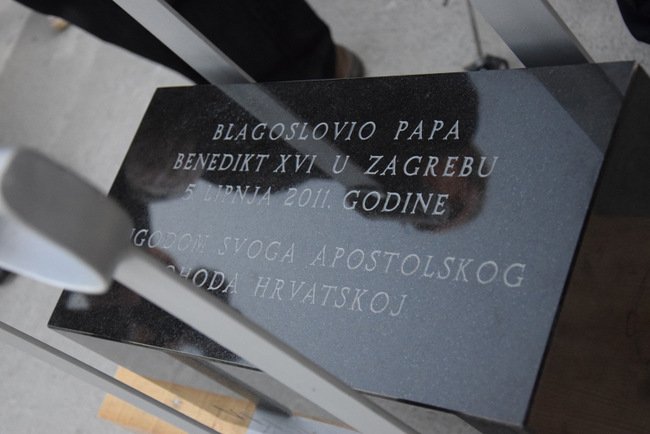 BLAGOSLOVIO PAPA
BENEDIKT XVI U ZAGREBU
5 LIPNJA 2011. GODINE
SVOGA APOSTOLSKOG
HRVATSKOJ